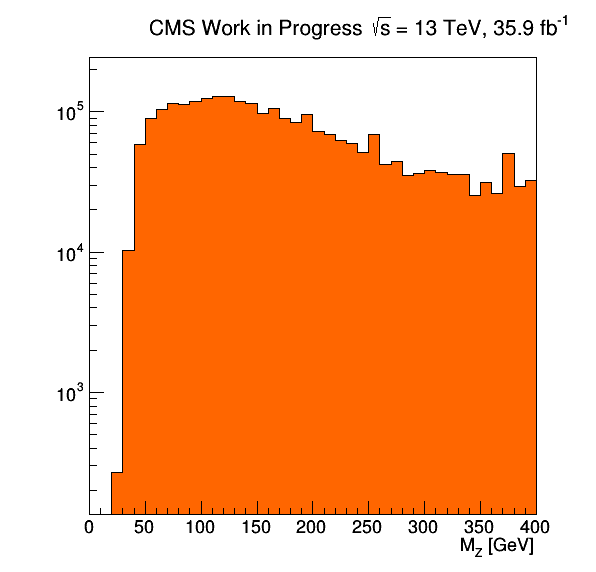 CMS Work in Progress √s = 13 TeV, 35.9 fb⁻¹
10⁵
10⁴
10³
0 50 100 150 200 250 300 350 400
M_Z [GeV]